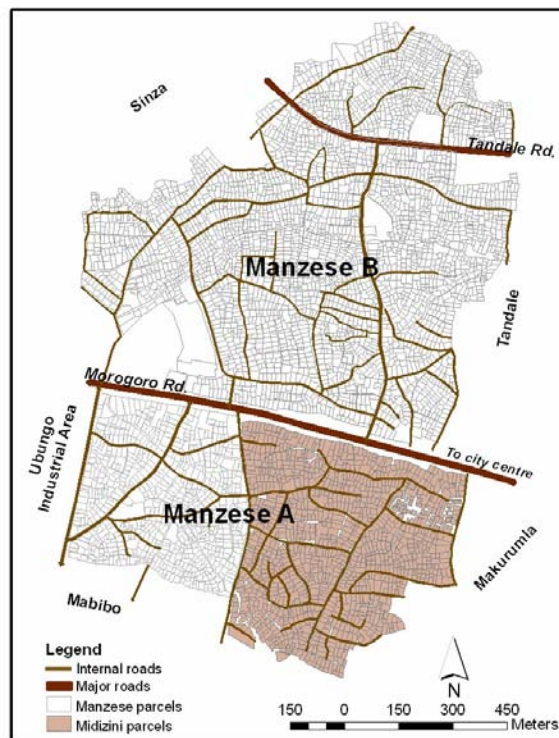 Sinza
Tandale Rd.
Manzese B
Tandale
Morogoro Rd.
Ubungo
Industrial Area
To city centre
Manzese A
Makurumla
Mabibo
Legend
Internal roads
Major roads
Manzese parcels
Midizini parcels
N
150 0 150 300 450
Meters